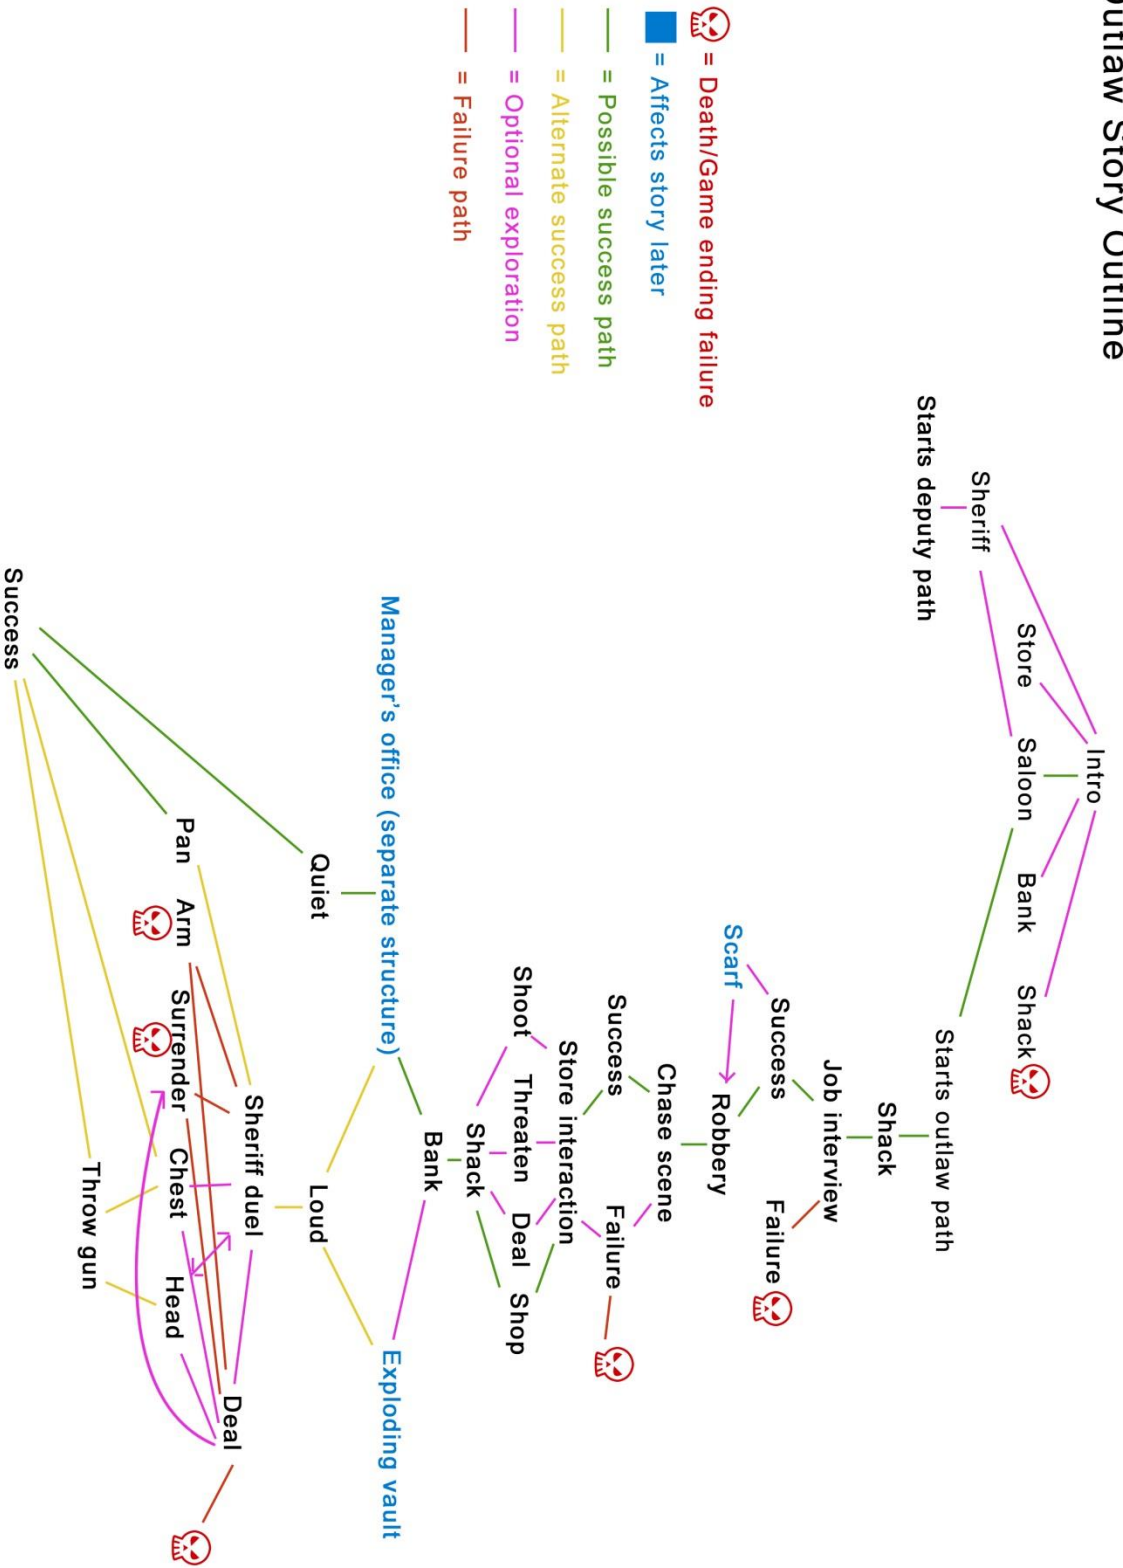 Outlaw Story Outline
Intro
Sheriff
Store
Saloon
Bank
Shack
Starts deputy path
Starts outlaw path
Shack
Job interview
Scarf
Success
Failure
Robbery
Chase scene
Success
Failure
Store interaction
Shoot
Threaten
Deal
Shop
Shack
Bank
Manager's office (separate structure)
Exploding vault
Quiet
Loud
Sheriff duel
Deal
Pan
Arm
Surrender
Chest
Head
Throw gun
Success
= Death/Game ending failure
= Affects story later
= Possible success path
= Alternate success path
= Optional exploration
= Failure path